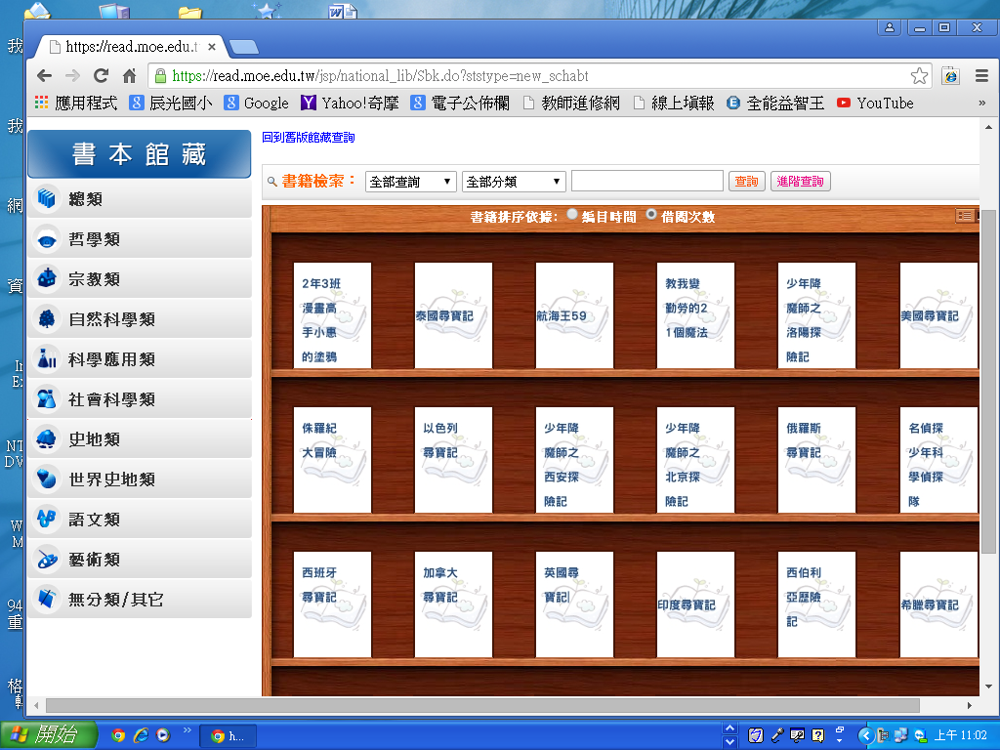 https://read.moe.edu.t
https://read.moe.edu.tw/jsp/national_lib/Sbk.do?ststype=new_schabt
應用程式 辰光國小 Google Yahoo!奇摩 電子公佈欄 教師進修網 線上填報 全能益智王 YouTube »
書本館藏
總類
哲學類
宗教類
自然科學類
科學應用類
社會科學類
史地類
世界史地類
語文類
藝術類
無分類/其它
回到舊版館藏查詢
書籍檢索: 全部查詢 全部分類 查詢 進階查詢
書籍排序依據: 編目時間 借閱次數
2年3班
漫畫高
手小惠
的塗鴉
泰國尋寶記
航海王59
教我變
勤勞的2
1個魔法
少年降
魔師之
洛陽探
險記
美國尋寶記
侏羅紀
大冒險
以色列
尋寶記
少年降
魔師之
西安探
險記
少年降
魔師之
北京探
險記
俄羅斯
尋寶記
名偵探
少年科
學偵探
隊
西班牙
尋寶記
加拿大
尋寶記
英國尋
寶記
印度尋寶記
西伯利
亞歷險
記
希臘尋寶記
我
我
網
資
In
E:
NT
DV
W
M
94
重
格
開始
h...
上午 11:02